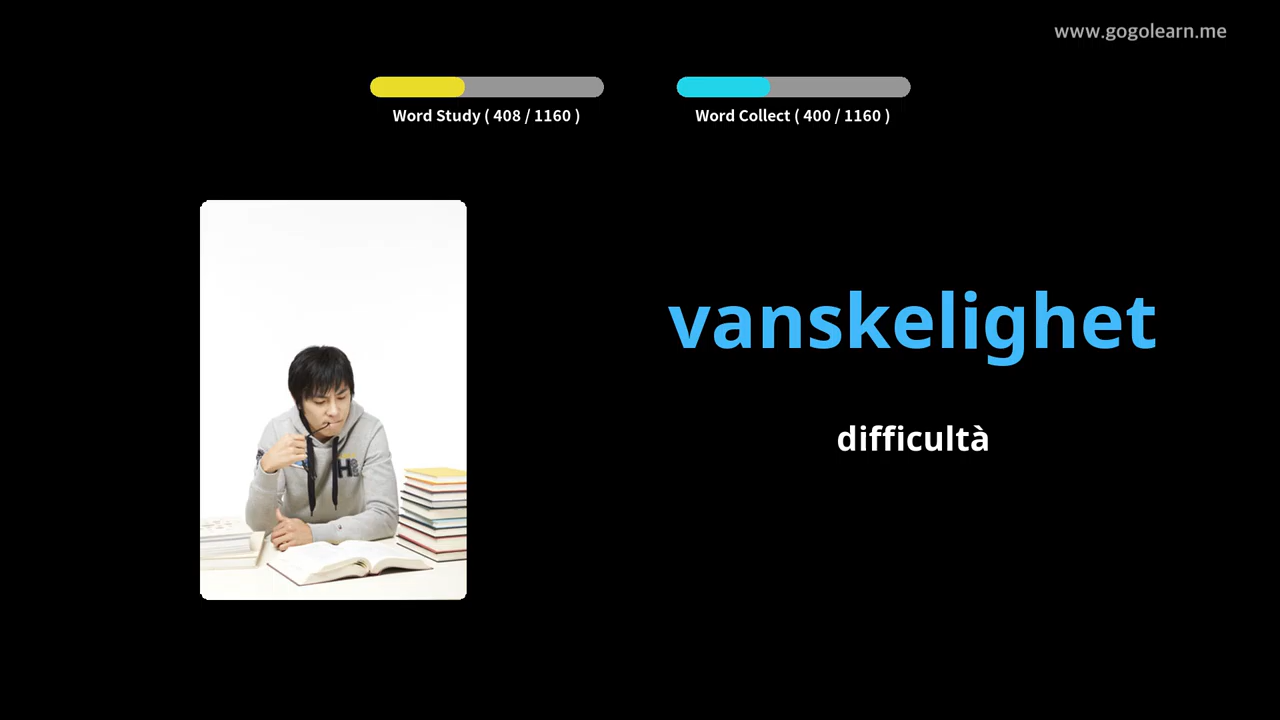 www.gogolearn.me
Word Study ( 408 / 1160 )
Word Collect ( 400 / 1160 )
vanskelighet
difficultà
H